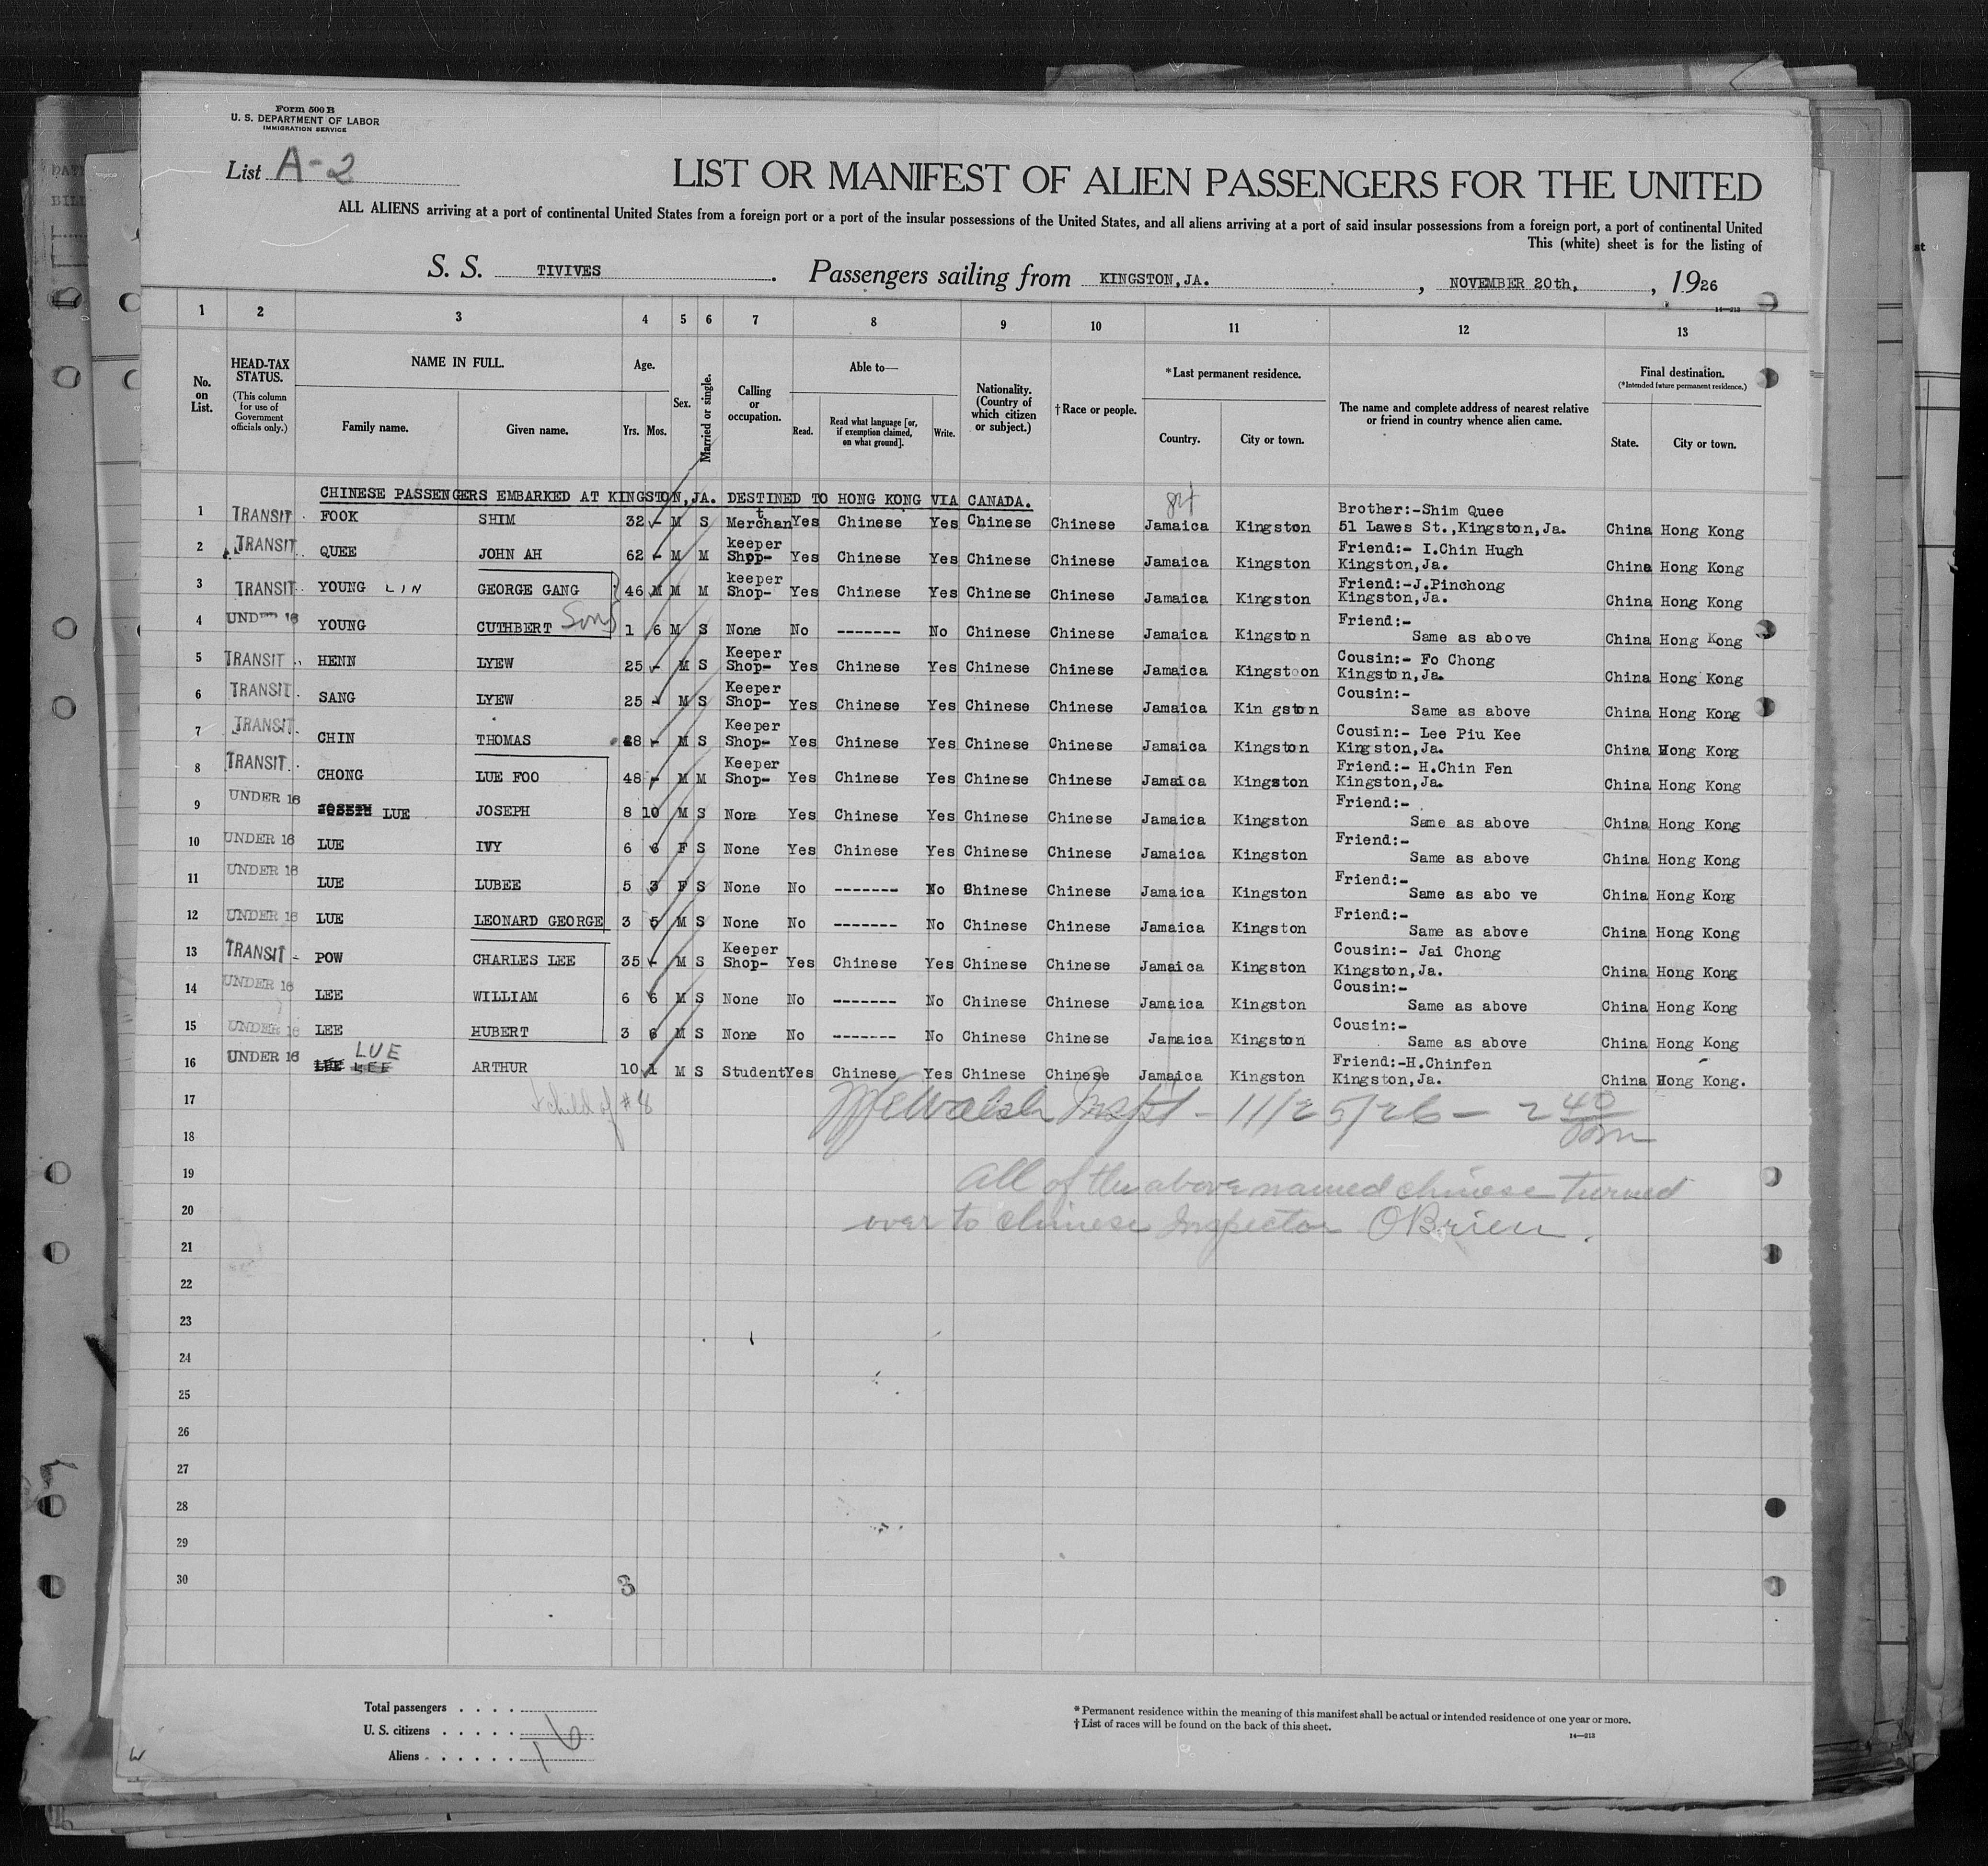 Form 500 B
U. S. DEPARTMENT OF LABOR
IMMIGRATION SERVICE
List A-2
LIST OR MANIFEST OF ALIEN PASSENGERS FOR THE UNITED
ALL ALIENS arriving at a port of continental United States from a foreign port or a port of the insular possessions of the United States, and all aliens arriving at a port of said insular possessions from a foreign port, a port of continental United
This (white) sheet is for the listing of
S. S. TIVIVES. Passengers sailing from KINGSTON,JA. , NOVEMBER 20th, , 1926
14—213
1 2 3 4 5 6 7 8 9 10 11 12 13
No. on List.
HEAD-TAX STATUS.
(This column for use of Government officials only.)
NAME IN FULL.
Family name. Given name.
Age.
Yrs. Mos.
Sex.
Married or single.
Calling or occupation.
Able to—
Read. Read what language [or, if exemption claimed, on what ground]. Write.
Nationality. (Country of which citizen or subject.)
†Race or people.
*Last permanent residence.
Country. City or town.
The name and complete address of nearest relative or friend in country whence alien came.
Final destination.
(*Intended future permanent residence.)
State. City or town.
CHINESE PASSENGERS EMBARKED AT KINGSTON,JA. DESTINED TO HONG KONG VIA CANADA.
1 TRANSIT FOOK SHIM 32 - M S Merchant Yes Chinese Yes Chinese Chinese Jamaica Kingston Brother:-Shim Quee 51 Lawes St.,Kingston,Ja. China Hong Kong
2 TRANSIT QUEE JOHN AH 62 - M M Shop-keeper Yes Chinese Yes Chinese Chinese Jamaica Kingston Friend:- I.Chin Hugh Kingston,Ja. China Hong Kong
3 TRANSIT YOUNG LIN GEORGE GANG 46 M M M Shop-keeper Yes Chinese Yes Chinese Chinese Jamaica Kingston Friend:-J.Pinchong Kingston,Ja. China Hong Kong
4 UNDER 16 YOUNG CUTHBERT Son 1 6 M S None No ------- No Chinese Chinese Jamaica Kingston Friend:- Same as above China Hong Kong
5 TRANSIT HENN LYEW 25 - M S Shop-Keeper Yes Chinese Yes Chinese Chinese Jamaica Kingstoon Cousin:- Fo Chong Kingston,Ja. China Hong Kong
6 TRANSIT SANG LYEW 25 - M S Shop-Keeper Yes Chinese Yes Chinese Chinese Jamaica Kin gston Cousin:- Same as above China Hong Kong
7 TRANSIT CHIN THOMAS 28 - M S Shop-Keeper Yes Chinese Yes Chinese Chinese Jamaica Kingston Cousin:- Lee Piu Kee Kingston,Ja. China Hong Kong
8 TRANSIT CHONG LUE FOO 48 - M M Shop-Keeper Yes Chinese Yes Chinese Chinese Jamaica Kingston Friend:- H.Chin Fen Kingston,Ja. China Hong Kong
9 UNDER 16 JOSEPH LUE JOSEPH 8 10 M S None Yes Chinese Yes Chinese Chinese Jamaica Kingston Friend:- Same as above China Hong Kong
10 UNDER 16 LUE IVY 6 6 F S None Yes Chinese Yes Chinese Chinese Jamaica Kingston Friend:- Same as above China Hong Kong
11 UNDER 16 LUE LUBEE 5 3 F S None No ------- No Chinese Chinese Jamaica Kingston Friend:- Same as abo ve China Hong Kong
12 UNDER 16 LUE LEONARD GEORGE 3 5 M S None No ------- No Chinese Chinese Jamaica Kingston Friend:- Same as above China Hong Kong
13 TRANSIT - POW CHARLES LEE 35 - M S Shop-Keeper Yes Chinese Yes Chinese Chinese Jamaica Kingston Cousin:- Jai Chong Kingston,Ja. China Hong Kong
14 UNDER 16 LEE WILLIAM 6 6 M S None No ------- No Chinese Chinese Jamaica Kingston Cousin:- Same as above China Hong Kong
15 UNDER 16 LEE HUBERT 3 6 M S None No ------- No Chinese Chinese Jamaica Kingston Cousin:- Same as above China Hong Kong
16 UNDER 16 LEE LEE LUE ARTHUR 10 1 M S Student Yes Chinese Yes Chinese Chinese Jamaica Kingston Friend:-H.Chinfen Kingston,Ja. China Hong Kong.
17 child of #8 Walsh Inspt - 11/25/26 - 2 40 pm
18
19 All of the above named chinese turned
20 over to chinese Inspector OBrien.
21
22
23
24
25
26
27
28
29
30
3
Total passengers . . . .
U. S. citizens . . . . .
Aliens . . . . . . 16
* Permanent residence within the meaning of this manifest shall be actual or intended residence of one year or more.
† List of races will be found on the back of this sheet.
14—213